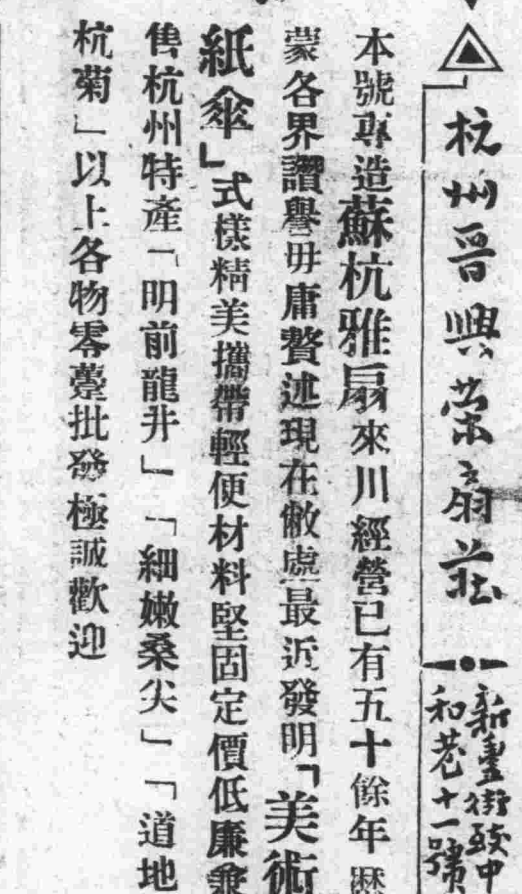 杭州晋興荣扇莊
新豐街頭中
和巷十一號
本號專造蘇杭雅扇來川經營已有五十餘年歷
蒙各界讚譽毋庸贅述現在敝處最近發明「美術
紙傘」式樣精美攜帶輕便材料堅固定價低廉兼
售杭州特產「明前龍井」「細嫩桑尖」「道地
杭菊」以上各物零躉批發極誠歡迎